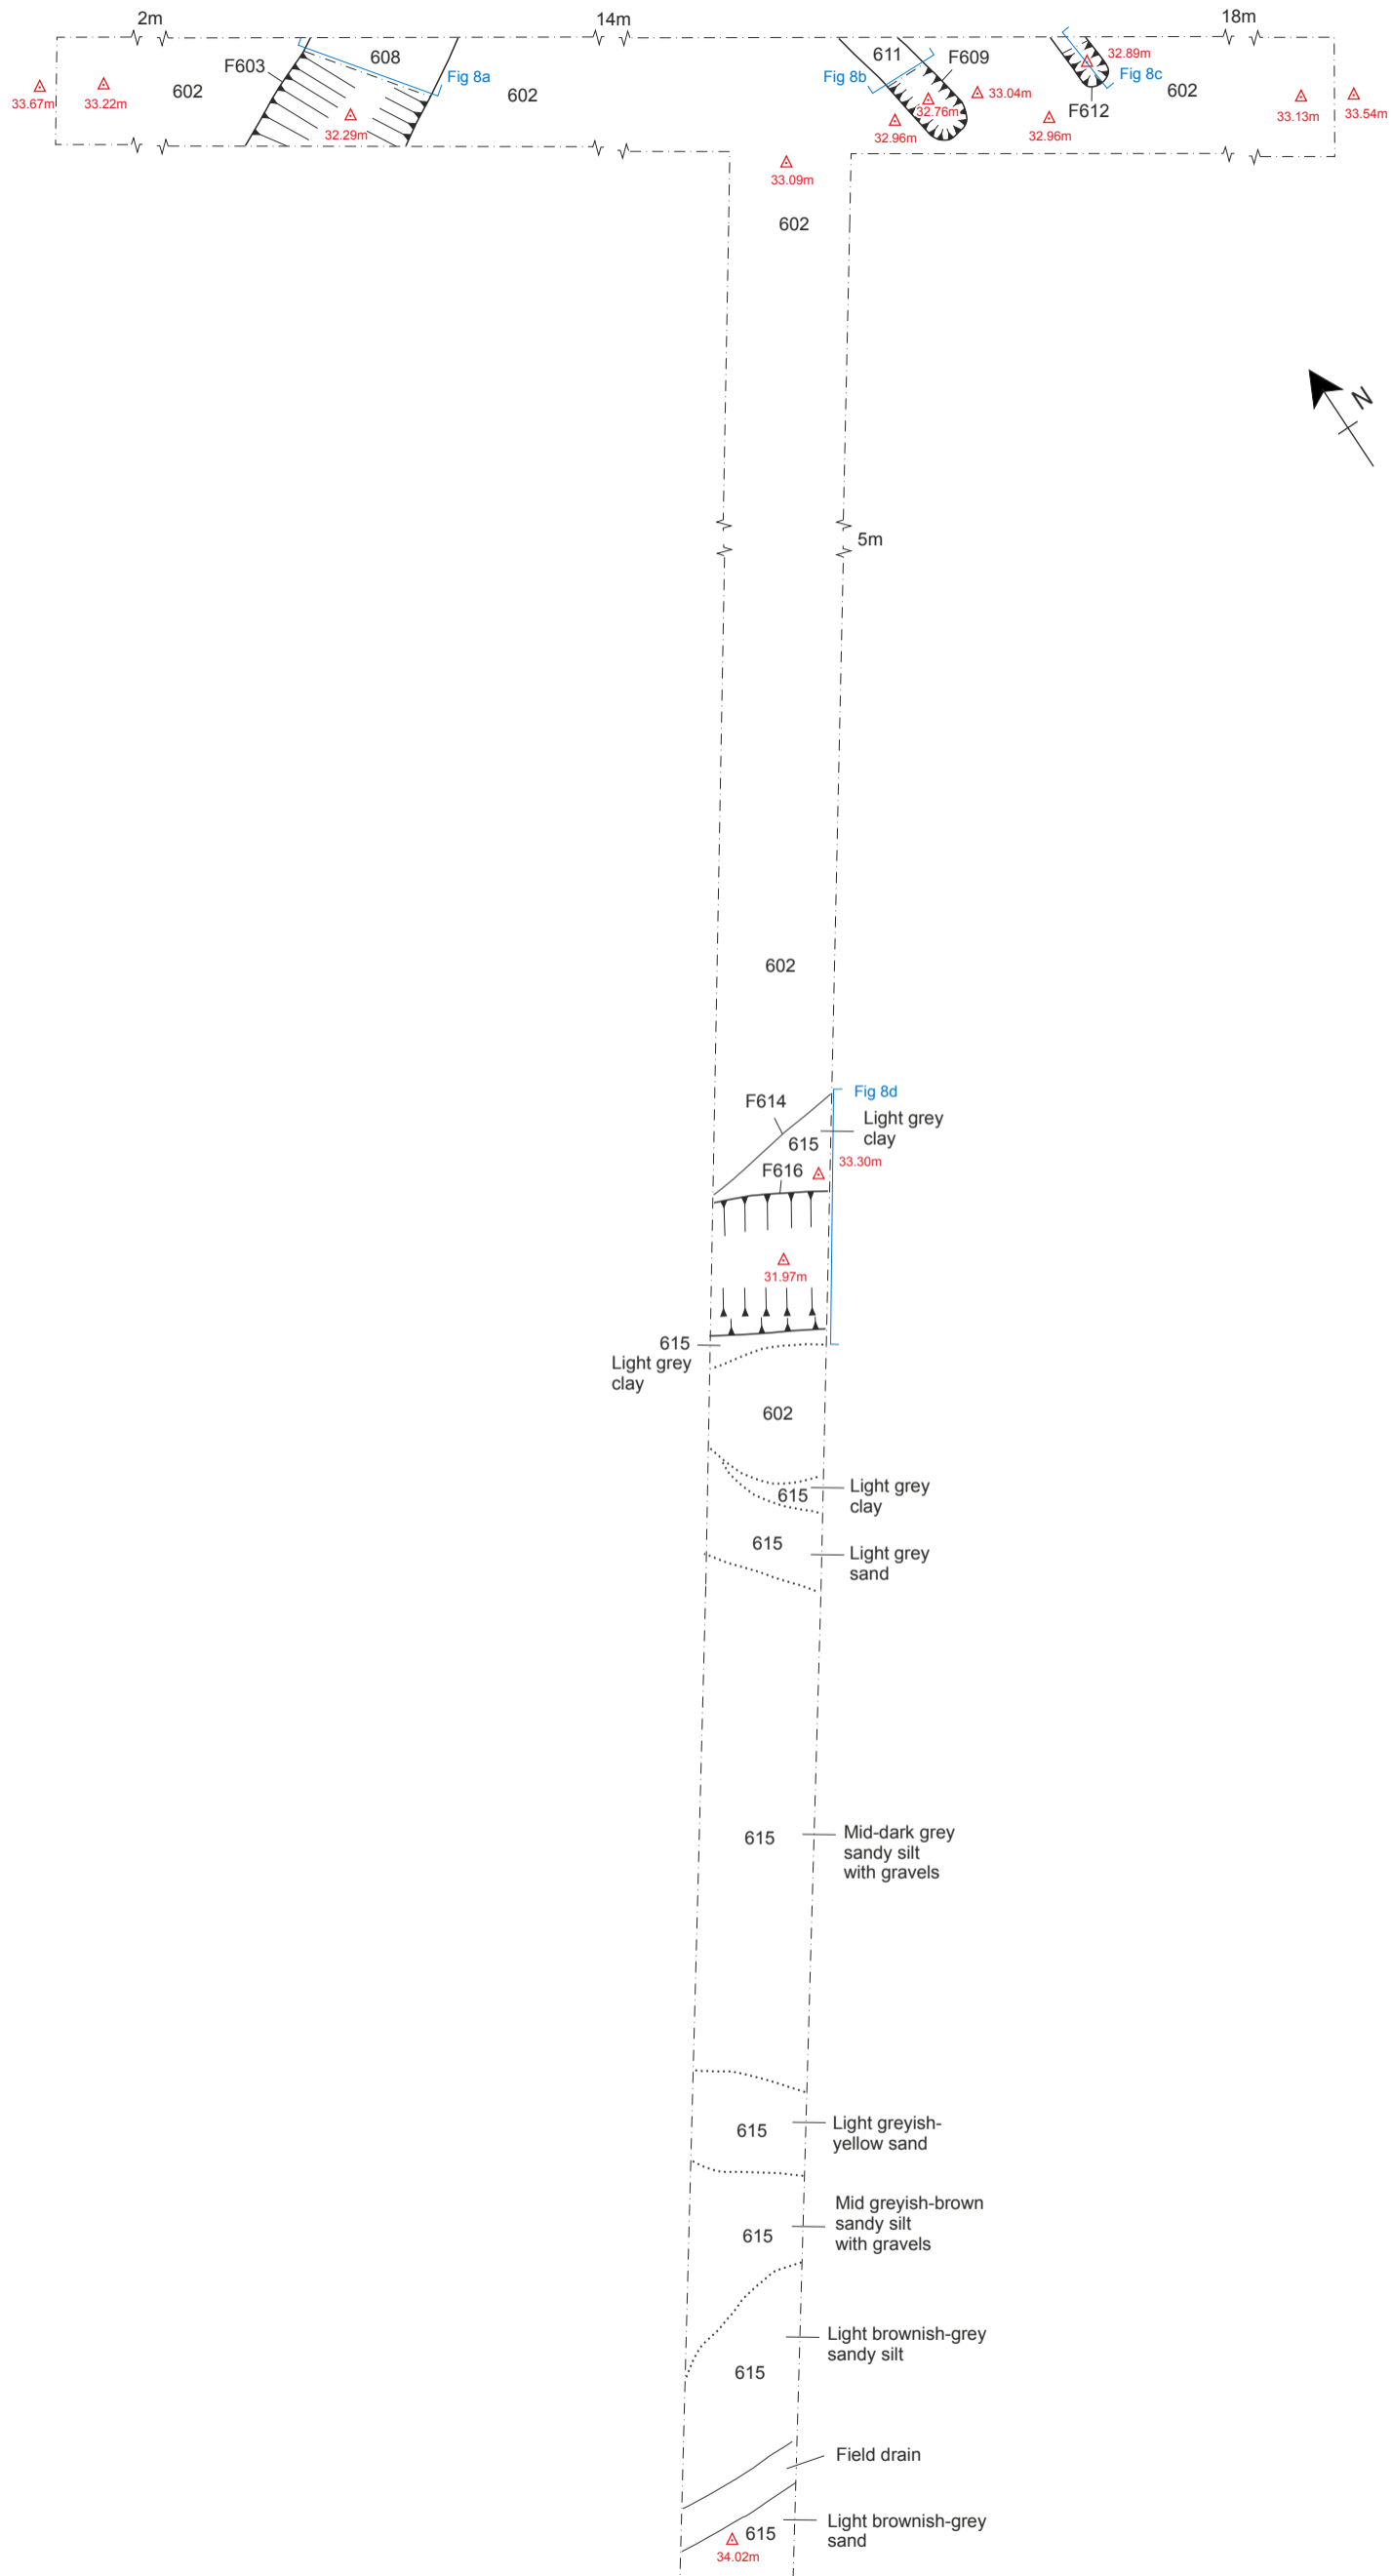 2m
14m
18m
F603
608
Fig 8a
602
602
33.67m
33.22m
32.29m
611
F609
Fig 8b
32.76m
33.04m
32.96m
32.96m
32.89m
Fig 8c
F612
602
33.13m
33.54m
33.09m
602
N
5m
602
Fig 8d
F614
615
Light grey
clay
F616
33.30m
31.97m
615
Light grey
clay
602
615
Light grey
clay
615
Light grey
sand
615
Mid-dark grey
sandy silt
with gravels
615
Light greyish-
yellow sand
615
Mid greyish-brown
sandy silt
with gravels
Light brownish-grey
sandy silt
615
Field drain
615
Light brownish-grey
sand
34.02m